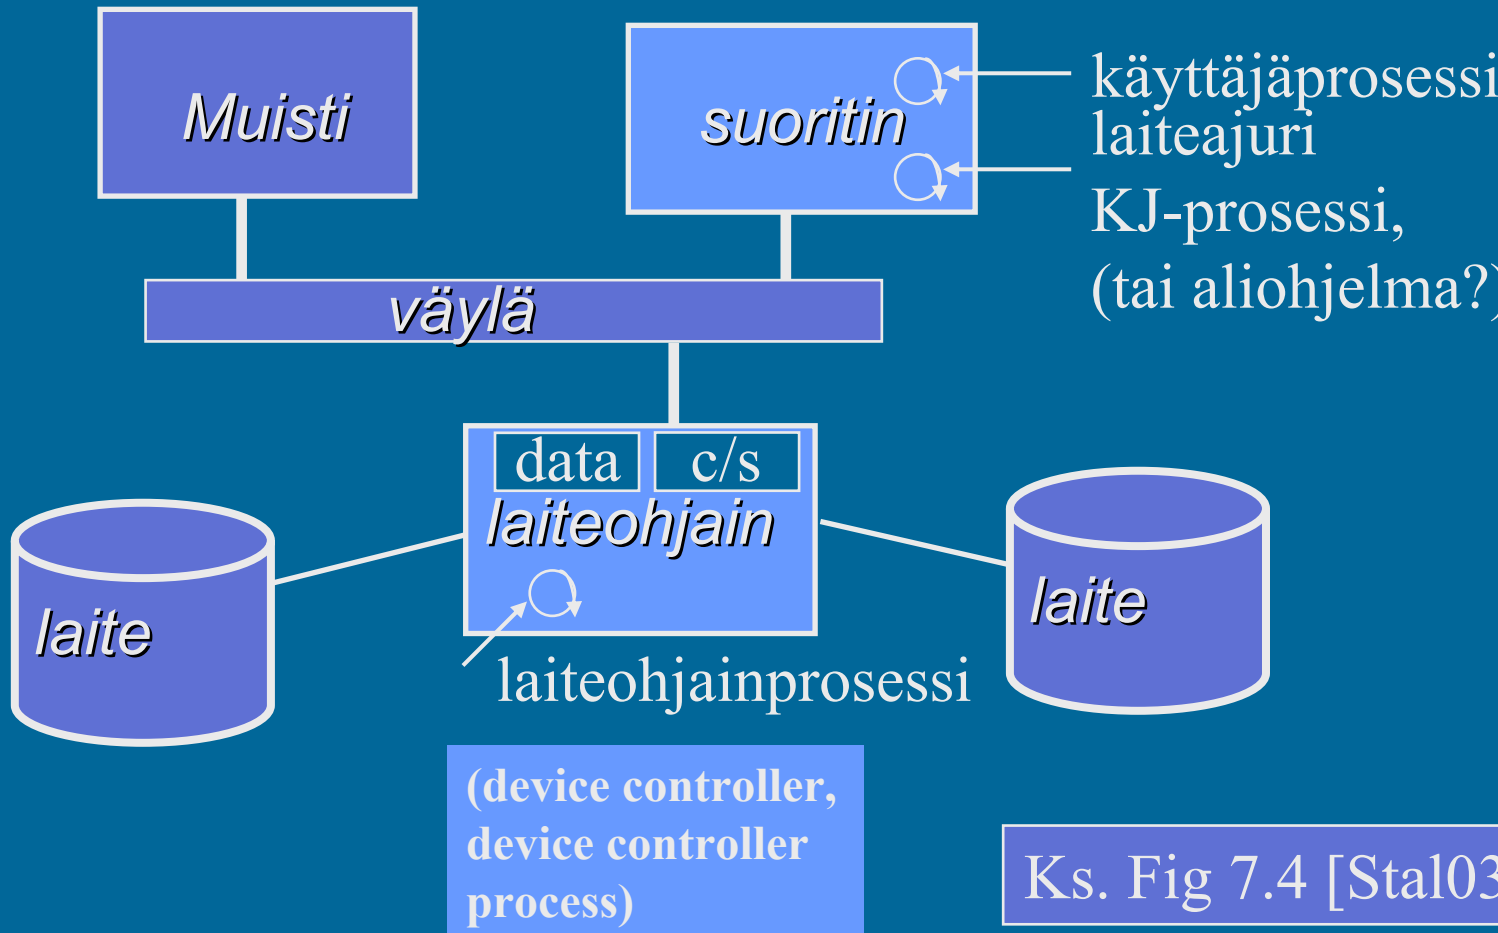 Muisti
suoritin
käyttäjäprosessi
laiteajuri
KJ-prosessi,
(tai aliohjelma?)
väylä
data
c/s
laiteohjain
laite
laite
laiteohjainprosessi
(device controller,
device controller
process)
Ks. Fig 7.4 [Stal03